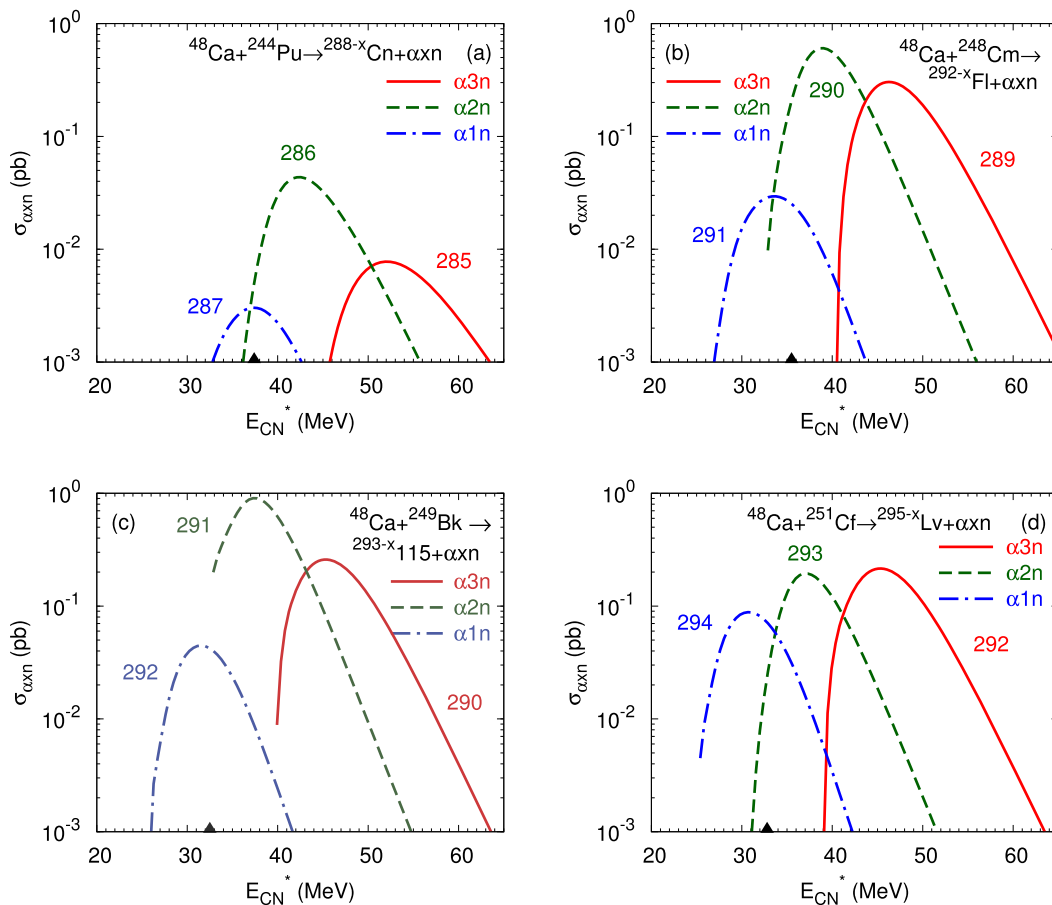 ⁴⁸Ca+²⁴⁴Pu→²⁸⁸⁻ˣCn+αxn (a)
α3n
α2n
α1n
286
285
287
10⁰
10⁻¹
10⁻²
10⁻³
σαxn (pb)
20 30 40 50 60
E_CN* (MeV)
(b) ⁴⁸Ca+²⁴⁸Cm→
²⁹²⁻ˣFl+αxn
α3n
α2n
α1n
290
289
291
10⁰
10⁻¹
10⁻²
10⁻³
σαxn (pb)
20 30 40 50 60
E_CN* (MeV)
(c) ⁴⁸Ca+²⁴⁹Bk →
²⁹³⁻ˣ115+αxn
α3n
α2n
α1n
291
292
290
10⁰
10⁻¹
10⁻²
10⁻³
σαxn (pb)
20 30 40 50 60
E_CN* (MeV)
⁴⁸Ca+²⁵¹Cf→²⁹⁵⁻ˣLv+αxn (d)
α3n
α2n
α1n
293
294
292
10⁰
10⁻¹
10⁻²
10⁻³
σαxn (pb)
20 30 40 50 60
E_CN* (MeV)